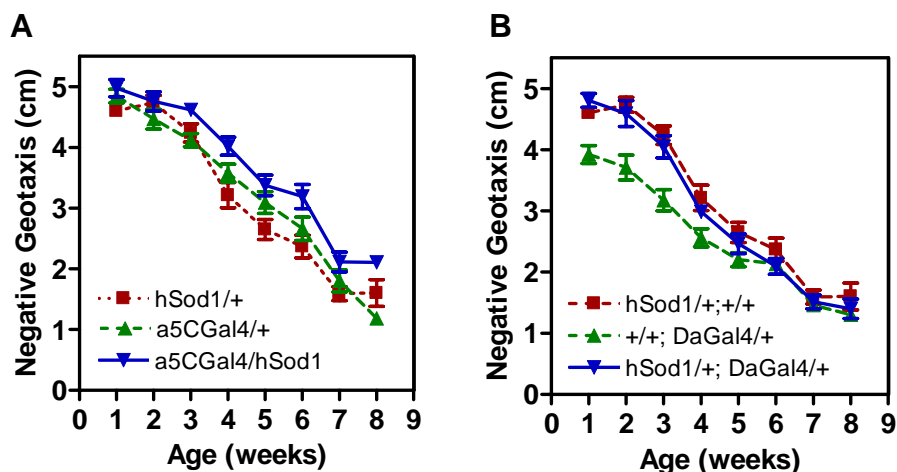 A
Negative Geotaxis (cm)
5
4
3
2
1
0
hSod1/+
a5CGal4/+
a5CGal4/hSod1
0 1 2 3 4 5 6 7 8 9
Age (weeks)
B
Negative Geotaxis (cm)
5
4
3
2
1
0
hSod1/+;+/+
+/+; DaGal4/+
hSod1/+; DaGal4/+
0 1 2 3 4 5 6 7 8 9
Age (weeks)